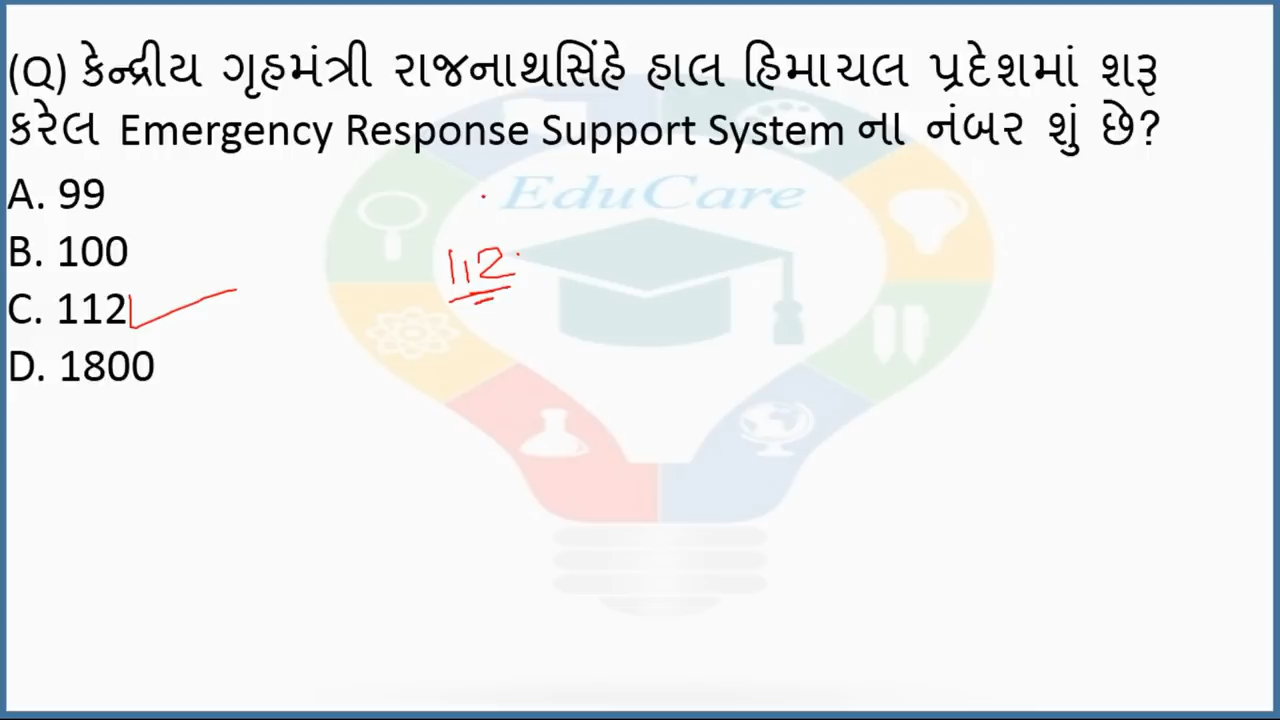 (Q) કેન્દ્રીય ગૃહમંત્રી રાજનાથસિંહે હાલ હિમાચલ પ્રદેશમાં શરૂ
કરેલ Emergency Response Support System ના નંબર શું છે?
A. 99
EduCare
B. 100
112
C. 112
D. 1800